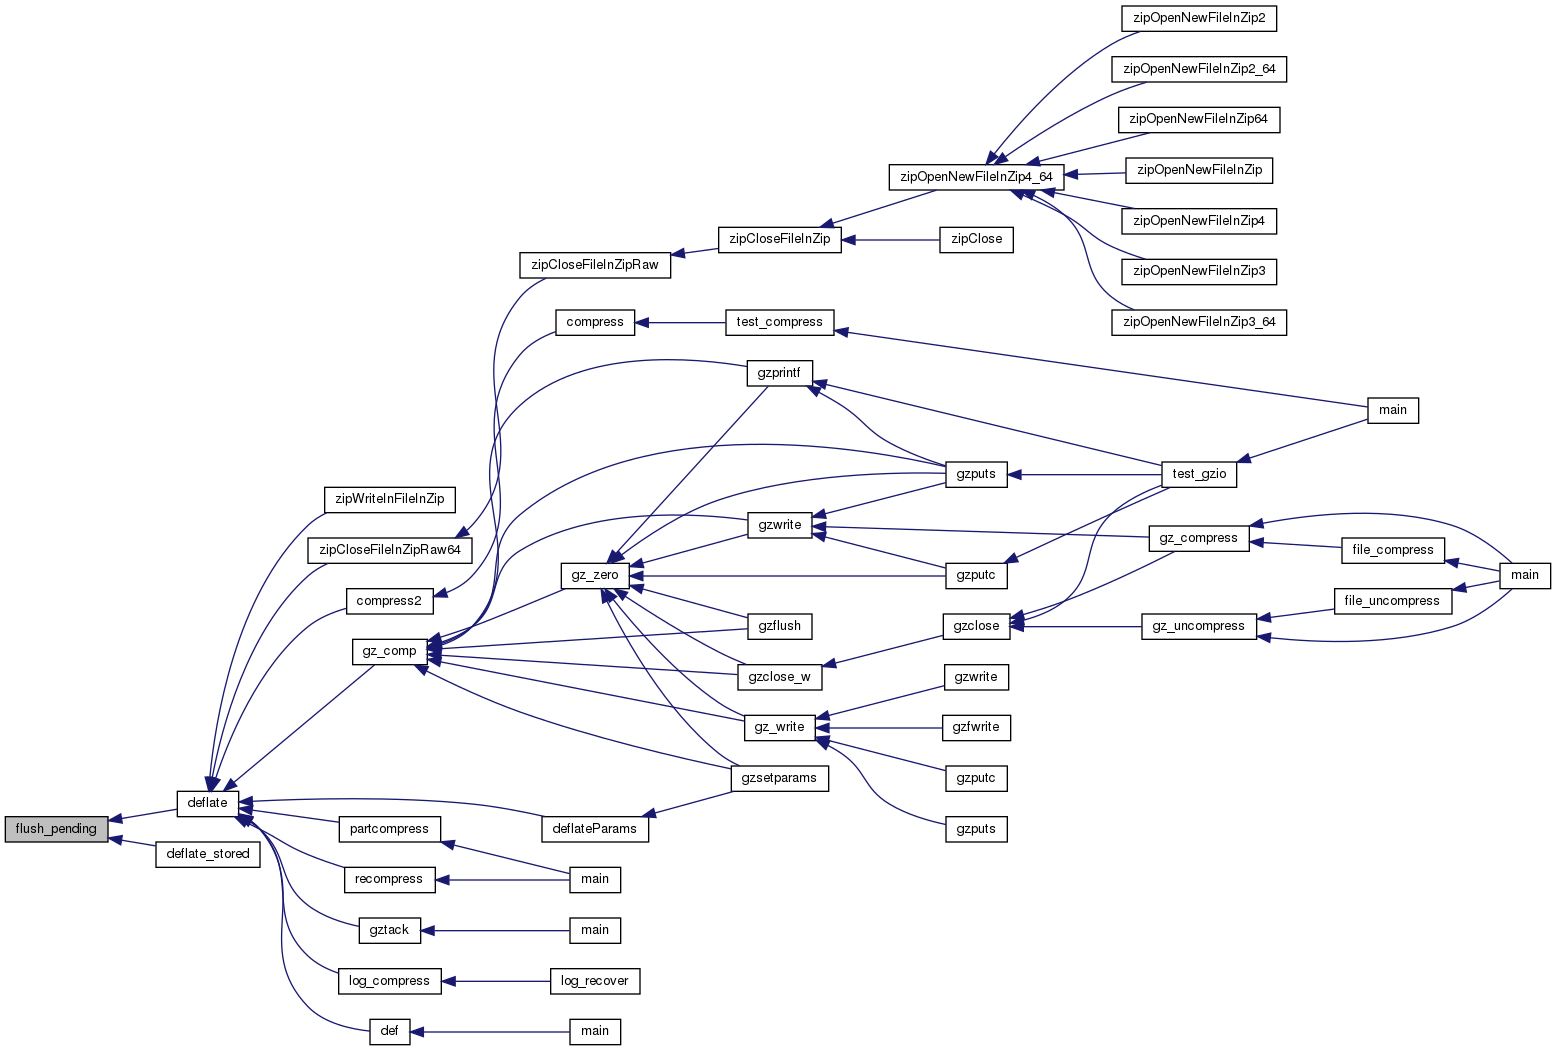 zipOpenNewFileInZip2
zipOpenNewFileInZip2_64
zipOpenNewFileInZip64
zipOpenNewFileInZip4_64
zipOpenNewFileInZip
zipOpenNewFileInZip4
zipCloseFileInZip
zipClose
zipCloseFileInZipRaw
zipOpenNewFileInZip3
compress
test_compress
zipOpenNewFileInZip3_64
gzprintf
main
gzputs
test_gzio
zipWriteInFileInZip
gzwrite
gz_compress
zipCloseFileInZipRaw64
file_compress
gz_zero
gzputc
main
compress2
file_uncompress
gzflush
gzclose
gz_uncompress
gz_comp
gzclose_w
gzwrite
gz_write
gzfwrite
gzsetparams
gzputc
deflate
flush_pending
partcompress
deflateParams
gzputs
deflate_stored
recompress
main
gztack
main
log_compress
log_recover
def
main